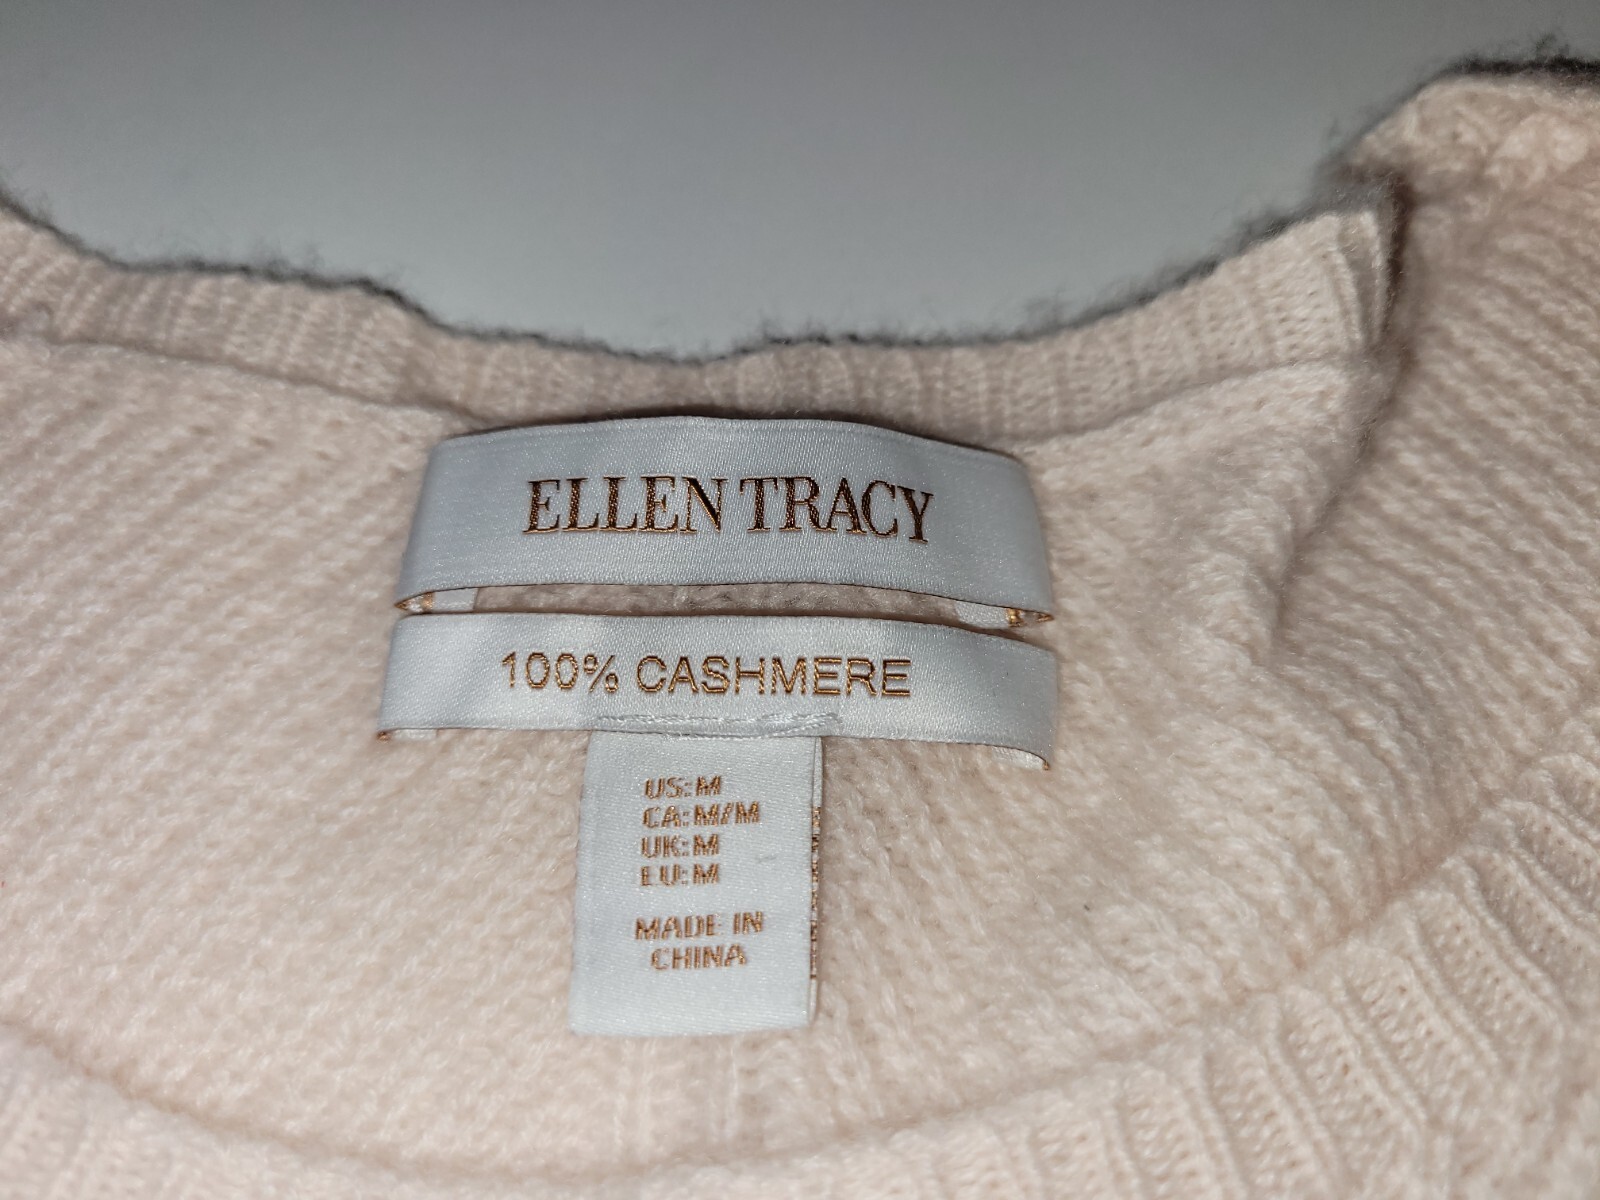 ELLEN TRACY
100% CASHMERE
US: M
CA: M/M
UK: M
EU: M
MADE IN
CHINA